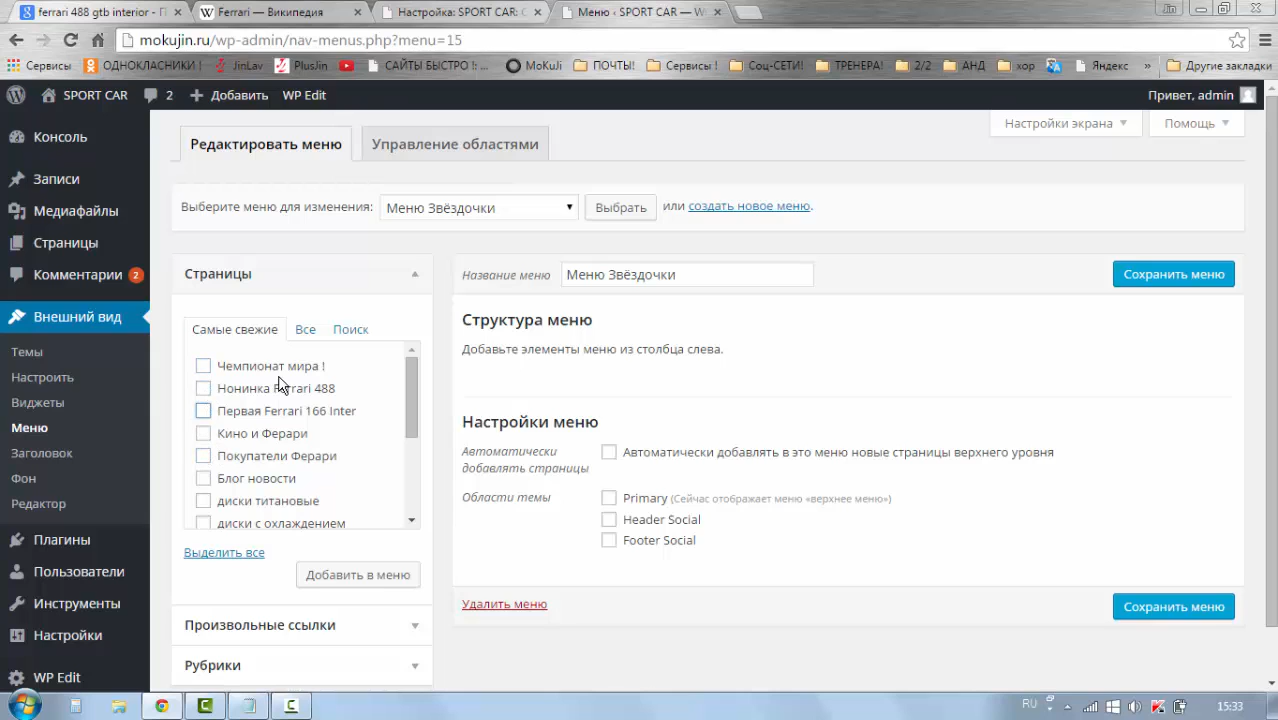 ferrari 488 gtb interior - П
Ferrari — Википедия
Настройка: SPORT CAR:
Меню ‹ SPORT CAR — W
Jin
mokujin.ru/wp-admin/nav-menus.php?menu=15
Сервисы
ОДНОКЛАСНИКИ
JinLav
PlusJin
САЙТЫ БЫСТРО !: ...
MoKuJi
ПОЧТЫ!
Сервисы !
Соц-СЕТИ!
ТРЕНЕРА!
2/2
АНД
хор
Яндекс
»
Другие закладки
SPORT CAR
2
Добавить
WP Edit
Привет, admin
Консоль
Записи
Медиафайлы
Страницы
Комментарии 2
Внешний вид
Темы
Настроить
Виджеты
Меню
Заголовок
Фон
Редактор
Плагины
Пользователи
Инструменты
Настройки
WP Edit
Настройки экрана
Помощь
Редактировать меню
Управление областями
Выберите меню для изменения: Меню Звёздочки Выбрать или создать новое меню.
Страницы
Самые свежие Все Поиск
Чемпионат мира !
Нонинка Ferrari 488
Первая Ferrari 166 Inter
Кино и Ферари
Покупатели Ферари
Блог новости
диски титановые
диски с охлаждением
Выделить все
Добавить в меню
Произвольные ссылки
Рубрики
Название меню Меню Звёздочки
Сохранить меню
Структура меню
Добавьте элементы меню из столбца слева.
Настройки меню
Автоматически добавлять страницы
Автоматически добавлять в это меню новые страницы верхнего уровня
Области темы
Primary (Сейчас отображает меню «верхнее меню»)
Header Social
Footer Social
Удалить меню
Сохранить меню
RU
15:33